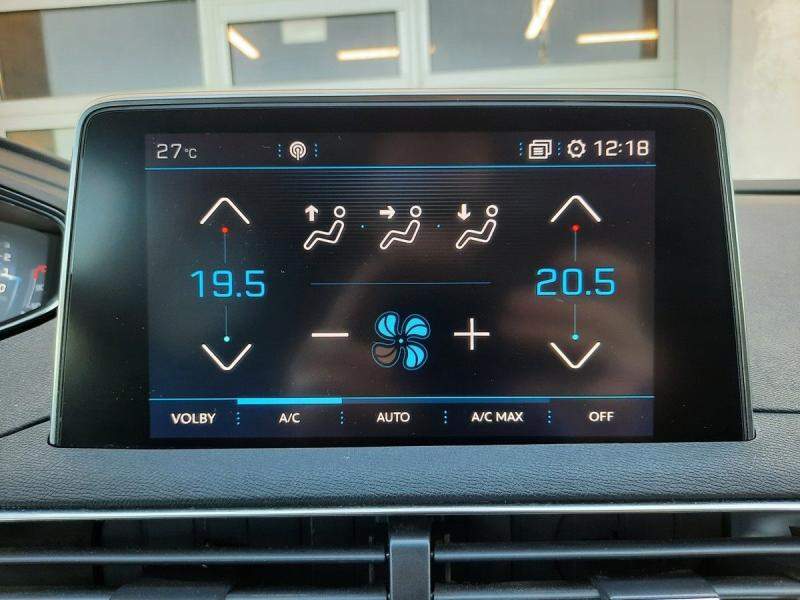 27°C
12:18
19.5
20.5
VOLBY A/C AUTO A/C MAX OFF